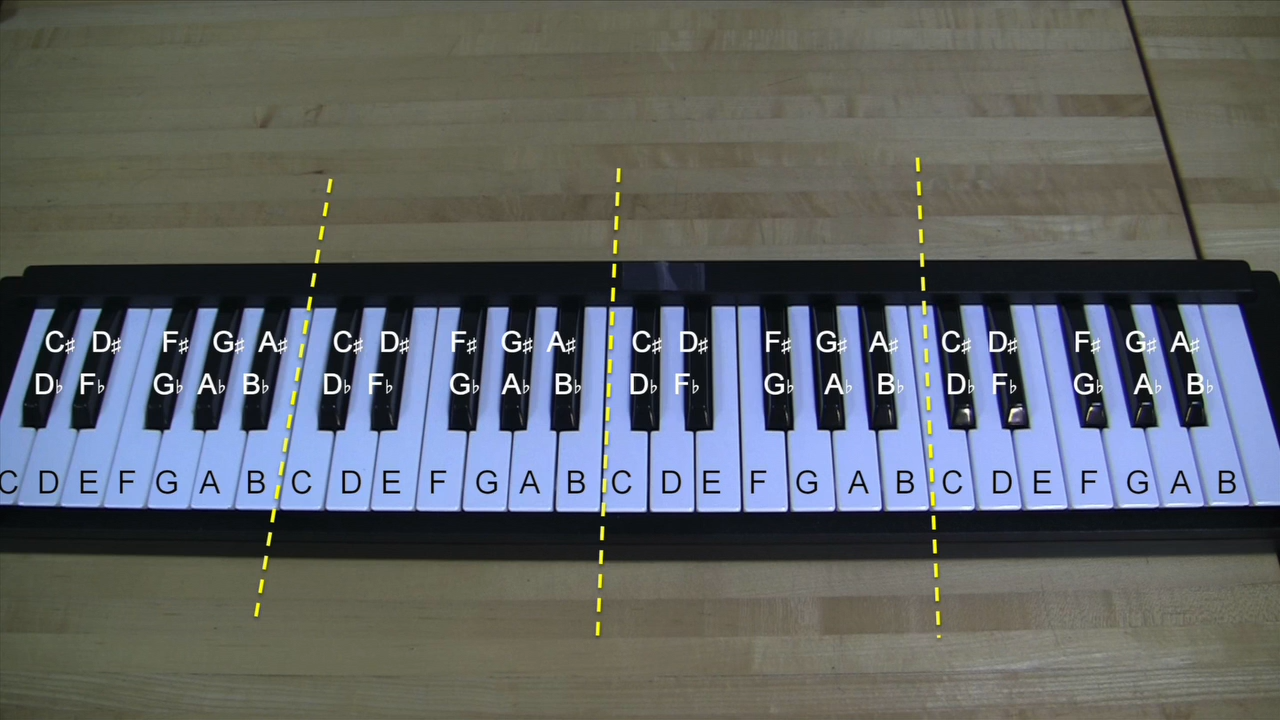 C♯ D♯ F♯ G♯ A♯ C♯ D♯ F♯ G♯ A♯ C♯ D♯ F♯ G♯ A♯ C♯ D♯ F♯ G♯ A♯
D♭ F♭ G♭ A♭ B♭ D♭ F♭ G♭ A♭ B♭ D♭ F♭ G♭ A♭ B♭ D♭ F♭ G♭ A♭ B♭
C D E F G A B C D E F G A B C D E F G A B C D E F G A B